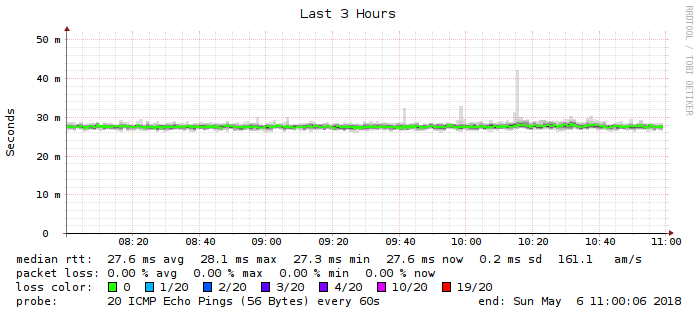 Last 3 Hours
RRDTOOL / TOBI OETIKER
Seconds
50 m
40 m
30 m
20 m
10 m
0
08:20 08:40 09:00 09:20 09:40 10:00 10:20 10:40 11:00
median rtt: 27.6 ms avg 28.1 ms max 27.3 ms min 27.6 ms now 0.2 ms sd 161.1 am/s
packet loss: 0.00 % avg 0.00 % max 0.00 % min 0.00 % now
loss color: 0 1/20 2/20 3/20 4/20 10/20 19/20
probe: 20 ICMP Echo Pings (56 Bytes) every 60s end: Sun May 6 11:00:06 2018